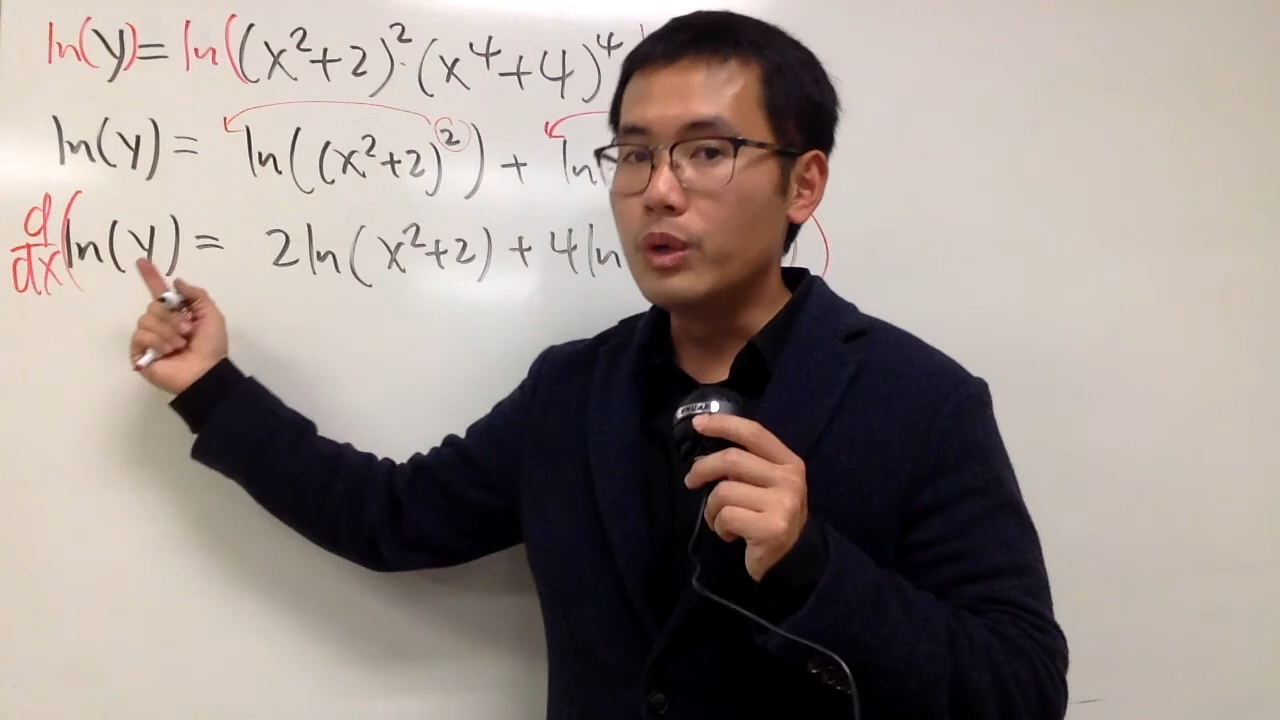 ln(y) = ln((x²+2)²·(x⁴+4)⁴
ln(y) = ln((x²+2)²) + ln
d/dx(ln(y) = 2ln(x²+2) + 4ln )